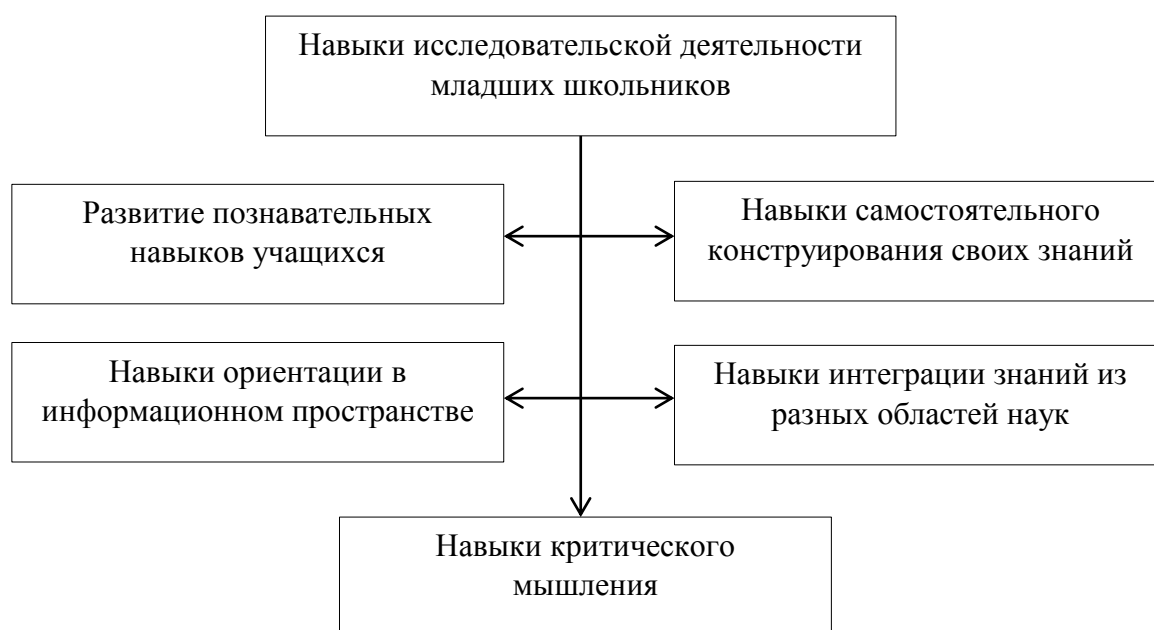 Навыки исследовательской деятельности
младших школьников
Развитие познавательных
навыков учащихся
Навыки самостоятельного
конструирования своих знаний
Навыки ориентации в
информационном пространстве
Навыки интеграции знаний из
разных областей наук
Навыки критического
мышления